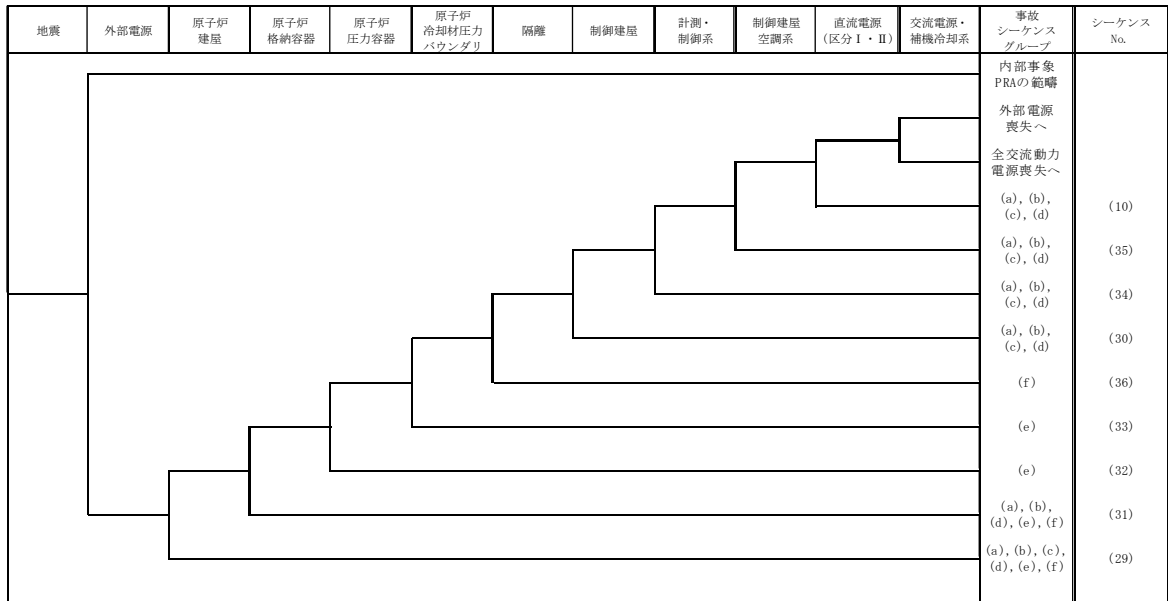 地震
外部電源
原子炉
建屋
原子炉
格納容器
原子炉
圧力容器
原子炉
冷却材圧力
バウンダリ
隔離
制御建屋
計測・
制御系
制御建屋
空調系
直流電源
(区分Ⅰ・Ⅱ)
交流電源・
補機冷却系
事故
シーケンス
グループ
シーケンス
No.
内部事象
PRAの範疇
外部電源
喪失へ
全交流動力
電源喪失へ
(a), (b),
(c), (d)
(10)
(a), (b),
(c), (d)
(35)
(a), (b),
(c), (d)
(34)
(a), (b),
(c), (d)
(30)
(f)
(36)
(e)
(33)
(e)
(32)
(a), (b),
(d), (e), (f)
(31)
(a), (b), (c),
(d), (e), (f)
(29)